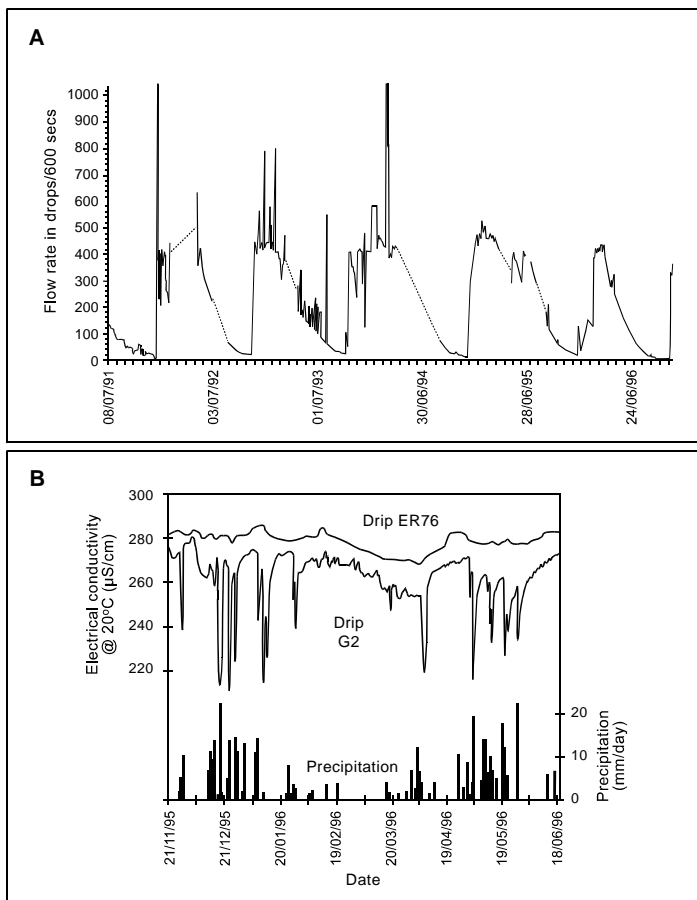 A
Flow rate in drops/600 secs
1000
900
800
700
600
500
400
300
200
100
0
08/07/91
03/07/92
01/07/93
30/06/94
28/06/95
24/06/96
B
Electrical conductivity
@ 20ºC (µS/cm)
300
280
260
240
220
Drip ER76
Drip
G2
Precipitation
20
10
0
Precipitation
(mm/day)
21/11/95
21/12/95
20/01/96
19/02/96
20/03/96
19/04/96
19/05/96
18/06/96
Date